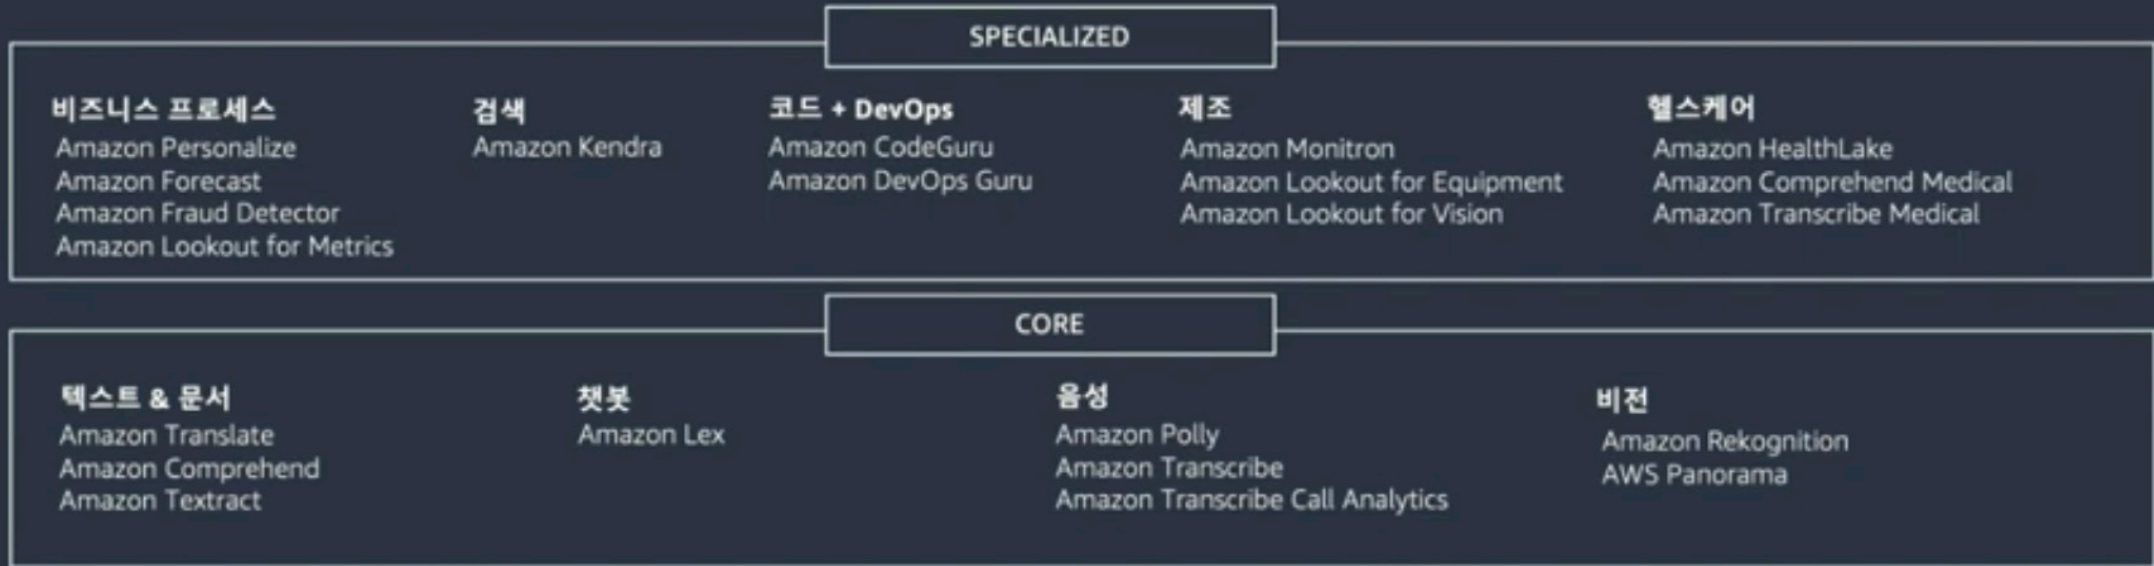 SPECIALIZED
비즈니스 프로세스
Amazon Personalize
Amazon Forecast
Amazon Fraud Detector
Amazon Lookout for Metrics
검색
Amazon Kendra
코드 + DevOps
Amazon CodeGuru
Amazon DevOps Guru
제조
Amazon Monitron
Amazon Lookout for Equipment
Amazon Lookout for Vision
헬스케어
Amazon HealthLake
Amazon Comprehend Medical
Amazon Transcribe Medical
CORE
텍스트 & 문서
Amazon Translate
Amazon Comprehend
Amazon Textract
챗봇
Amazon Lex
음성
Amazon Polly
Amazon Transcribe
Amazon Transcribe Call Analytics
비전
Amazon Rekognition
AWS Panorama